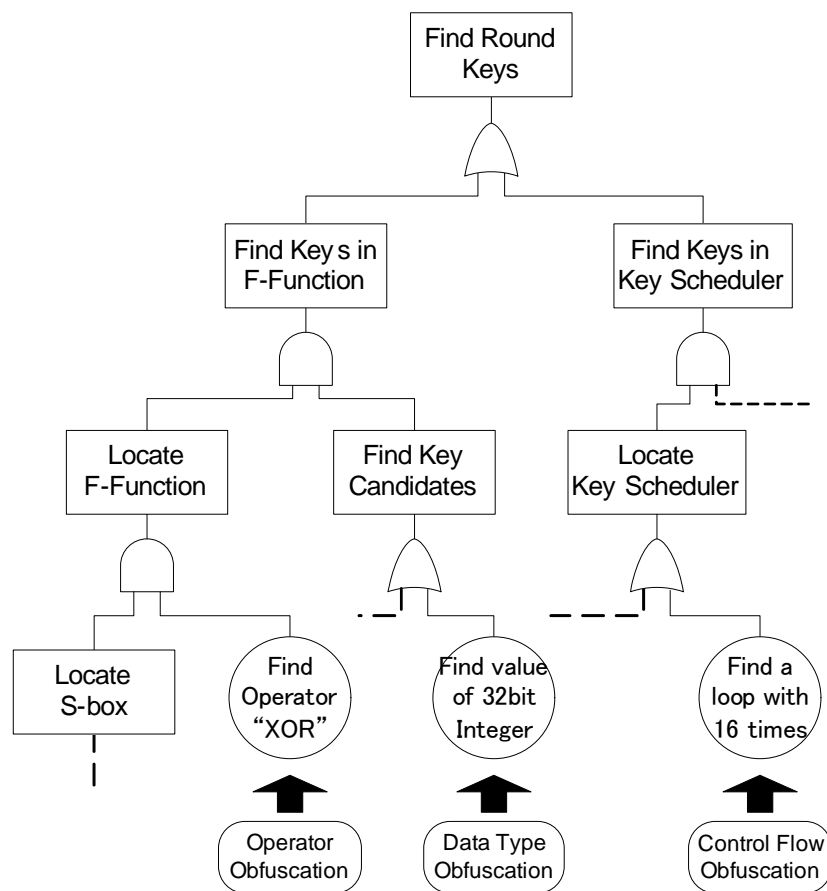 Find Round
Keys
Find Keys in
F-Function
Find Keys in
Key Scheduler
Locate
F-Function
Find Key
Candidates
Locate
Key Scheduler
Locate
S-box
Find
Operator
“XOR”
Find value
of 32bit
Integer
Find a
loop with
16 times
Operator
Obfuscation
Data Type
Obfuscation
Control Flow
Obfuscation